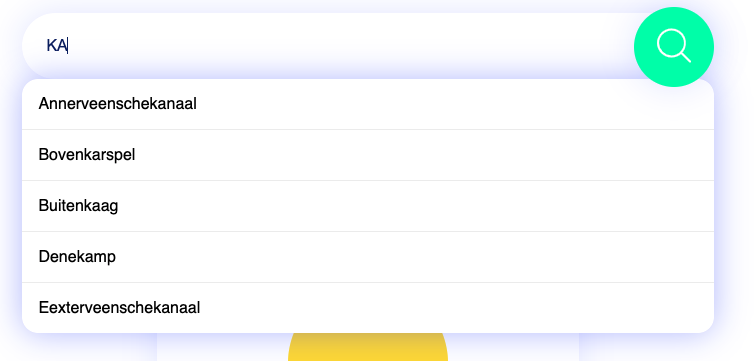 KA
Annerveenschekanaal
Bovenkarspel
Buitenkaag
Denekamp
Eexterveenschekanaal